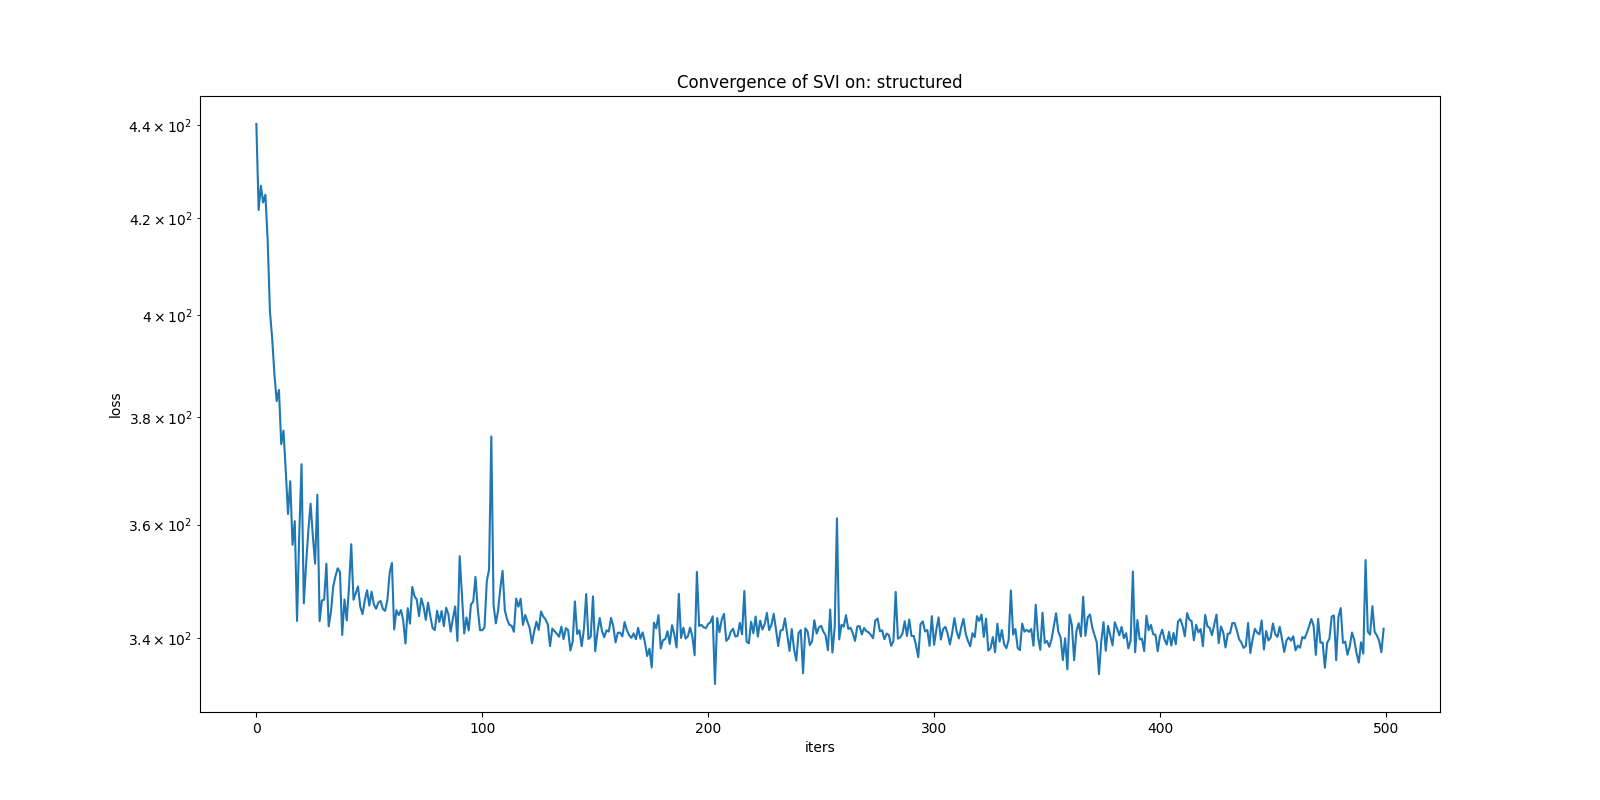 Convergence of SVI on: structured
4.4 × 10²
4.2 × 10²
4 × 10²
3.8 × 10²
3.6 × 10²
3.4 × 10²
loss
0 100 200 300 400 500
iters